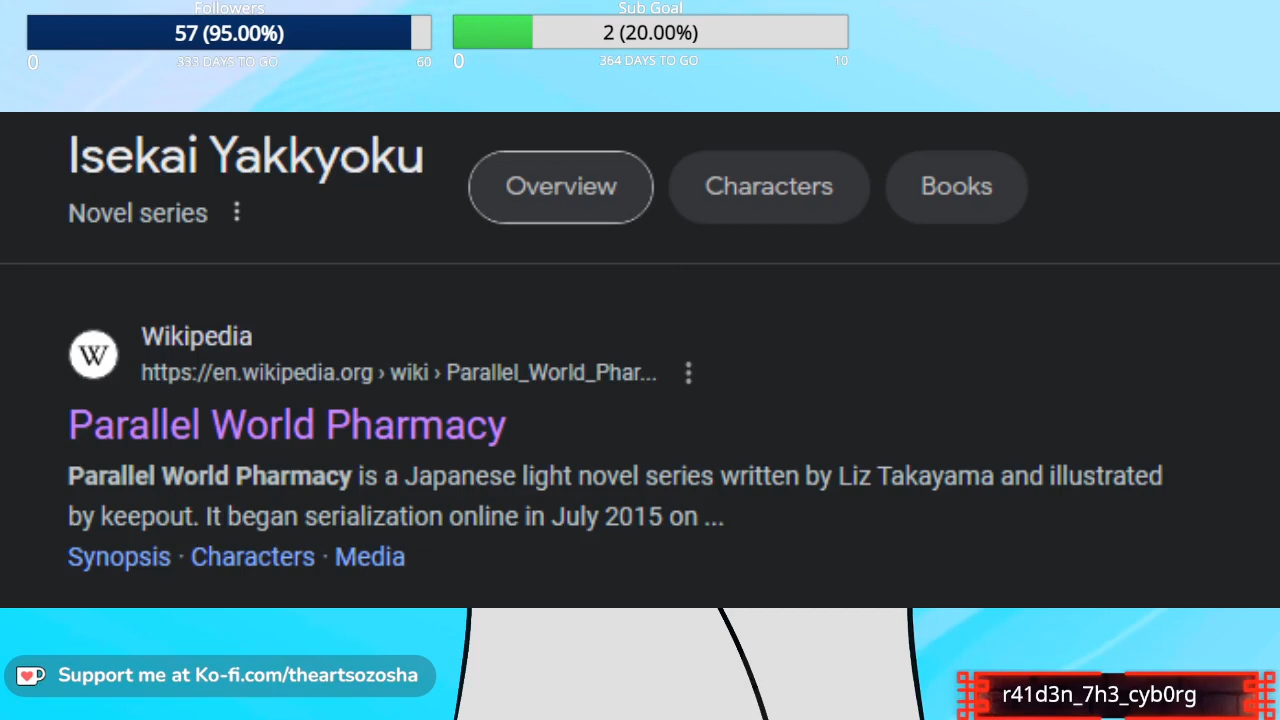 Followers
57 (95.00%)
0
333 DAYS TO GO
60
Sub Goal
2 (20.00%)
0
364 DAYS TO GO
10
Isekai Yakkyoku
Novel series
Overview
Characters
Books
W
Wikipedia
https://en.wikipedia.org › wiki › Parallel_World_Phar...
Parallel World Pharmacy
Parallel World Pharmacy is a Japanese light novel series written by Liz Takayama and illustrated
by keepout. It began serialization online in July 2015 on ...
Synopsis · Characters · Media
Support me at Ko-fi.com/theartsozosha
r41d3n_7h3_cyb0rg